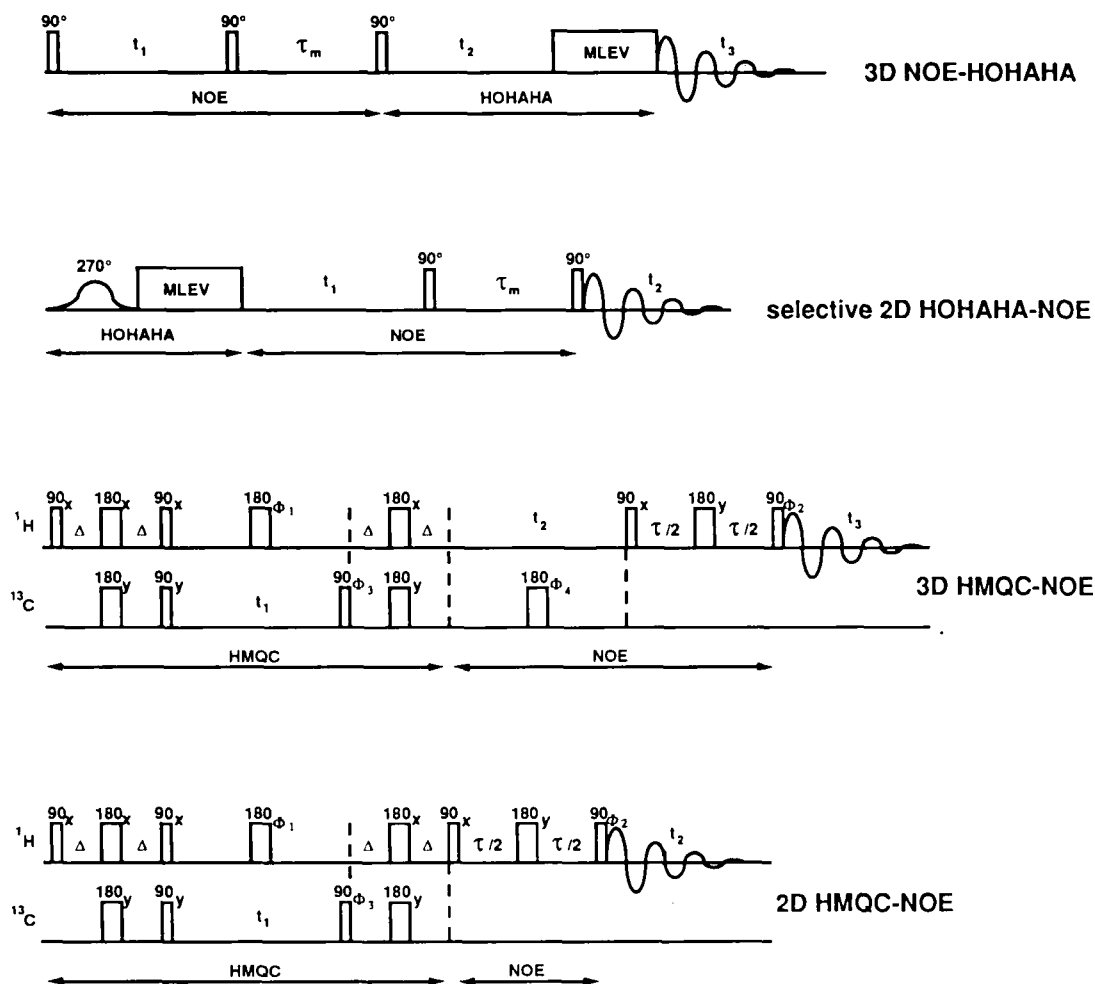 90° 90° 90°
t₁ τₘ t₂ MLEV t₃
3D NOE-HOHAHA
NOE HOHAHA
270° 90° 90°
MLEV t₁ τₘ t₂
selective 2D HOHAHA-NOE
HOHAHA NOE
90x 180x 90x 180Φ₁ 180x 90x 180y 90Φ₂
¹H Δ Δ Δ Δ t₂ τ/2 τ/2 t₃
180y 90y 90Φ₃ 180y 180Φ₄
3D HMQC-NOE
¹³C t₁
HMQC NOE
90x 180x 90x 180Φ₁ 180x 90x 180y 90Φ₂
¹H Δ Δ Δ Δ τ/2 τ/2 t₂
180y 90y 90Φ₃ 180y
2D HMQC-NOE
¹³C t₁
HMQC NOE